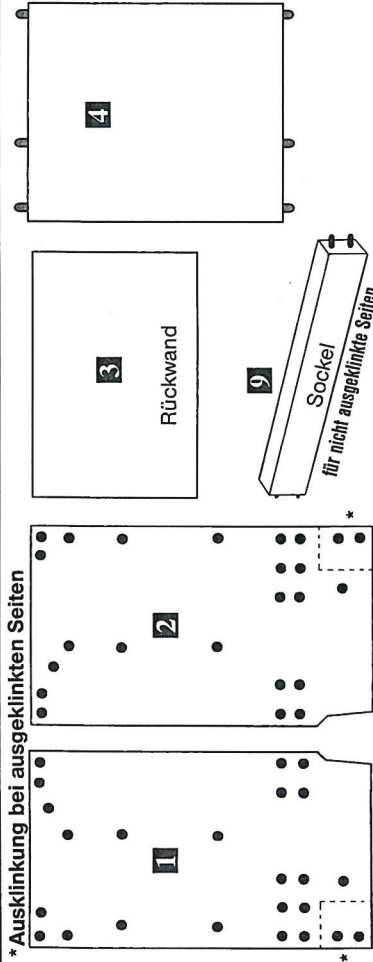 *Ausklinkung bei ausgeklinkten Seiten
1
*
2
*
3
Rückwand
9
Sockel
für nicht ausgeklinkte Seiten
4